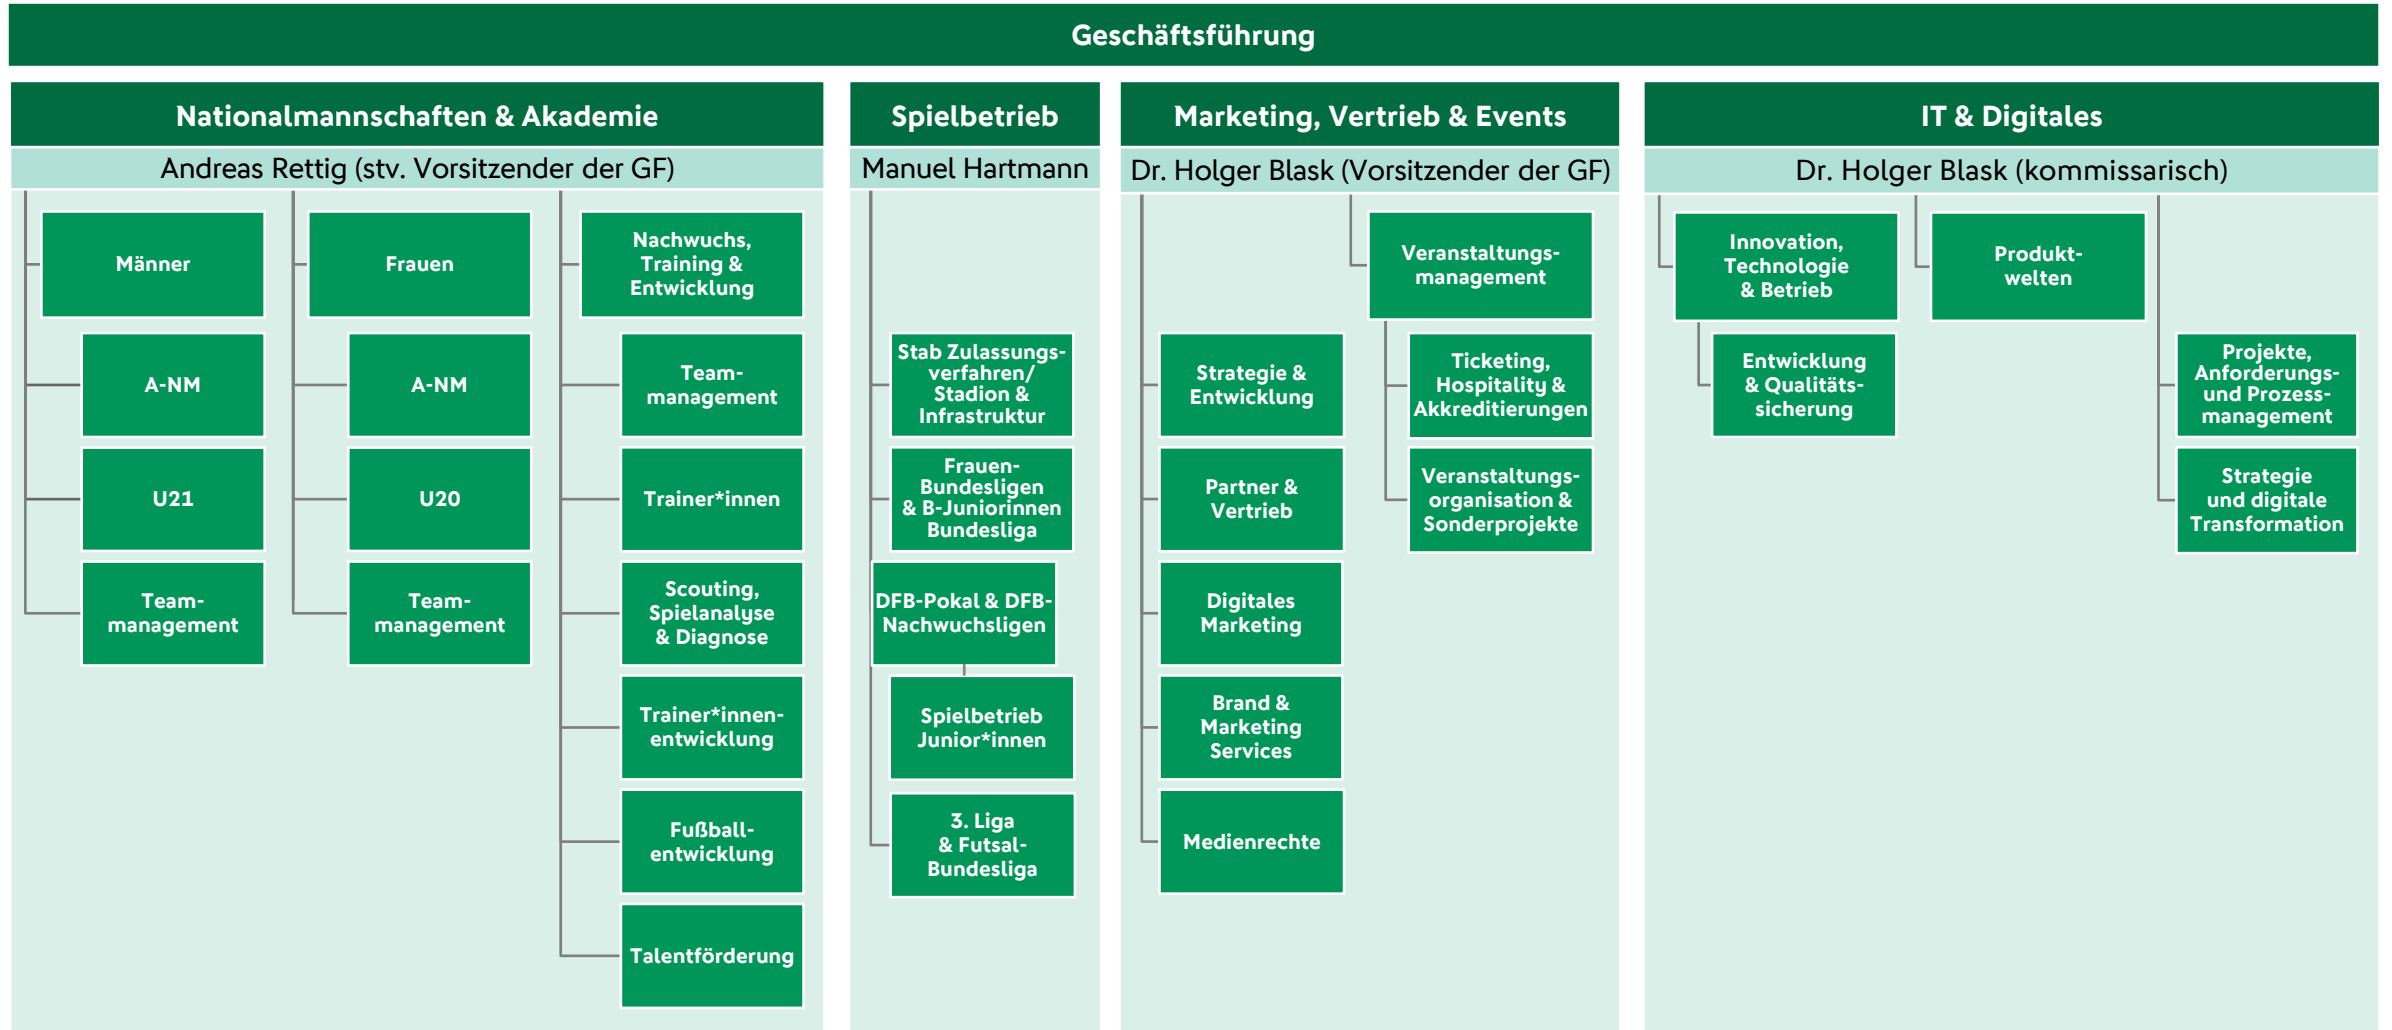 Geschäftsführung
Nationalmannschaften & Akademie
Andreas Rettig (stv. Vorsitzender der GF)
Männer
A-NM
U21
Team-
management
Frauen
A-NM
U20
Team-
management
Nachwuchs,
Training &
Entwicklung
Team-
management
Trainer*innen
Scouting,
Spielanalyse
& Diagnose
Trainer*innen-
entwicklung
Fußball-
entwicklung
Talentförderung
Spielbetrieb
Manuel Hartmann
Stab Zulassungs-
verfahren/
Stadion &
Infrastruktur
Frauen-
Bundesligen
& B-Juniorinnen
Bundesliga
DFB-Pokal & DFB-
Nachwuchsligen
Spielbetrieb
Junior*innen
3. Liga
& Futsal-
Bundesliga
Marketing, Vertrieb & Events
Dr. Holger Blask (Vorsitzender der GF)
Strategie &
Entwicklung
Partner &
Vertrieb
Digitales
Marketing
Brand &
Marketing
Services
Medienrechte
Veranstaltungs-
management
Ticketing,
Hospitality &
Akkreditierungen
Veranstaltungs-
organisation &
Sonderprojekte
IT & Digitales
Dr. Holger Blask (kommissarisch)
Innovation,
Technologie
& Betrieb
Entwicklung
& Qualitäts-
sicherung
Produkt-
welten
Projekte,
Anforderungs-
und Prozess-
management
Strategie
und digitale
Transformation